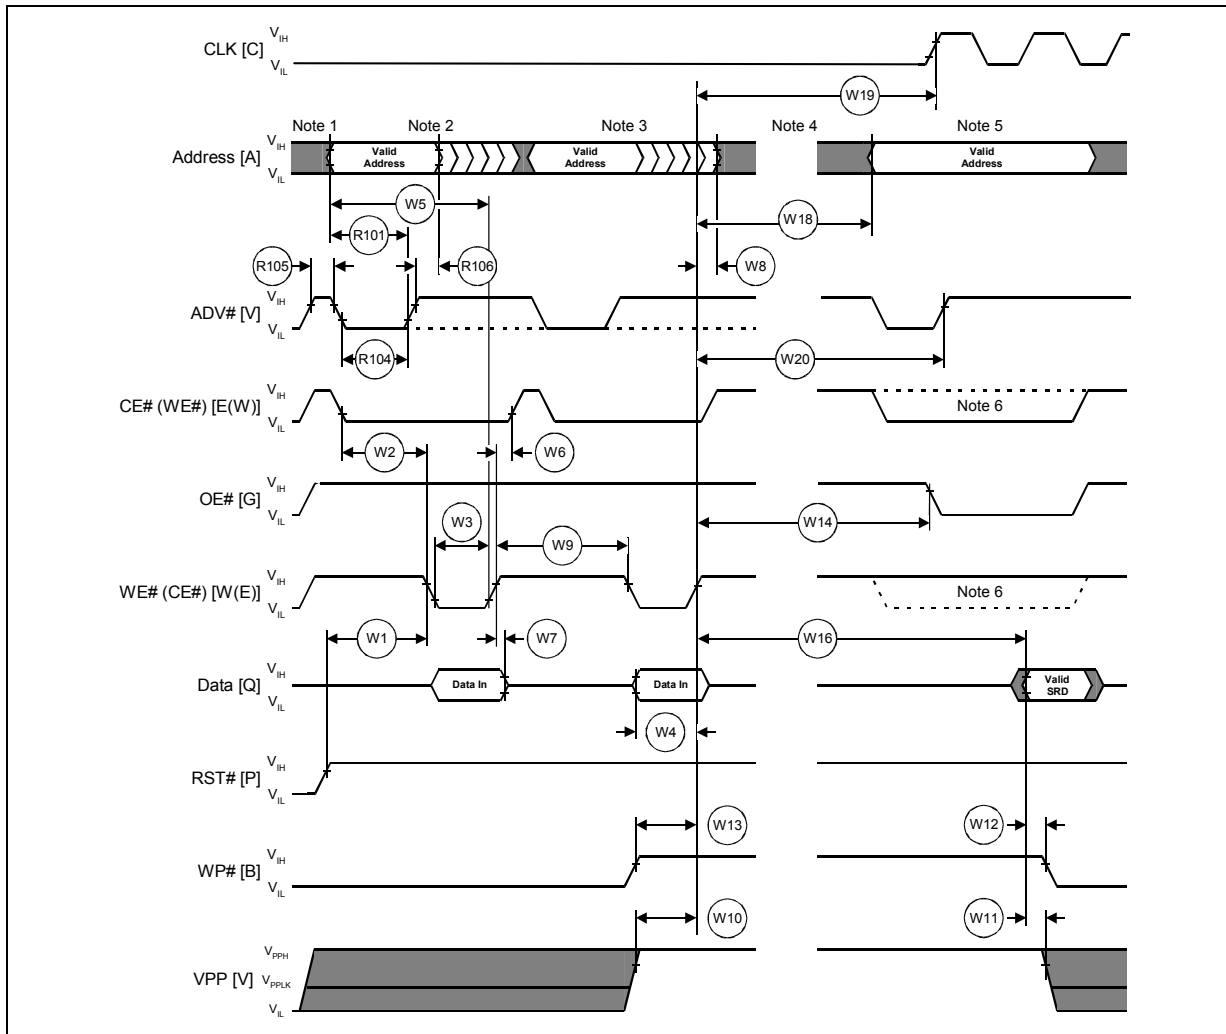 CLK [C] VIH
VIL
W19
Note 1 Note 2 Note 3 Note 4 Note 5
Address [A] VIH
VIL
Valid Address
Valid Address
Valid Address
W5
W18
R101
R105 R106 W8
ADV# [V] VIH
VIL
R104 W20
CE# (WE#) [E(W)] VIH
VIL
Note 6
W2 W6
OE# [G] VIH
VIL
W3 W9 W14
WE# (CE#) [W(E)] VIH
VIL
Note 6
W1 W7 W16
Data [Q] VIH
VIL
Data In Data In Valid SRD
W4
RST# [P] VIH
VIL
W13 W12
WP# [B] VIH
VIL
W10 W11
VPP [V] VPPH
VPPLK
VIL